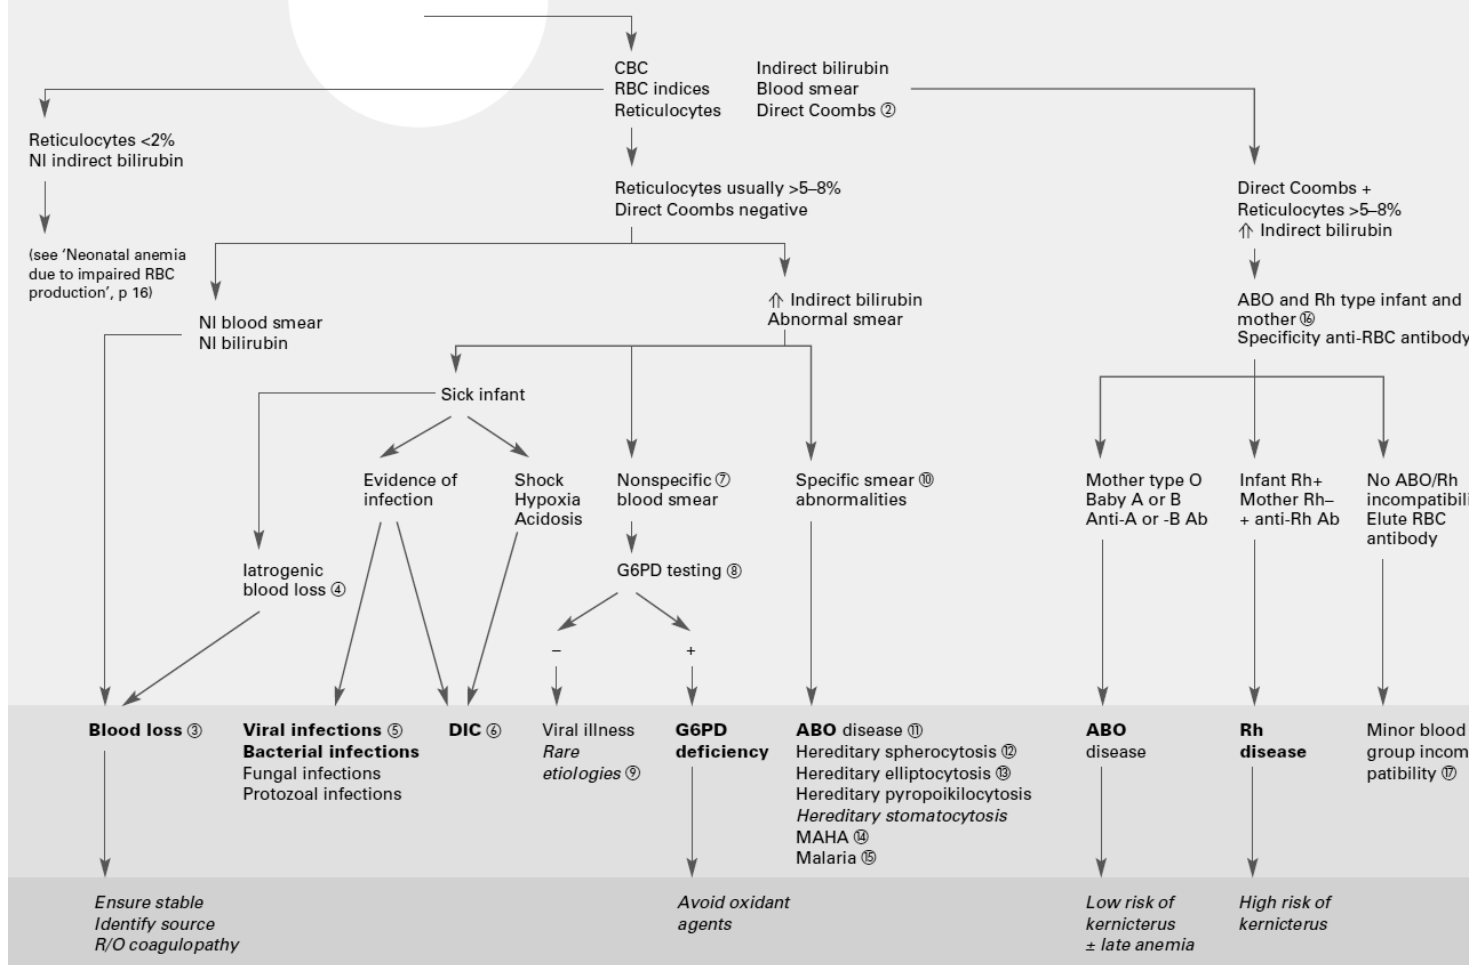 CBC
RBC indices
Reticulocytes
Indirect bilirubin
Blood smear
Direct Coombs ②
Reticulocytes <2%
NI indirect bilirubin
(see ‘Neonatal anemia
due to impaired RBC
production’, p 16)
Reticulocytes usually >5–8%
Direct Coombs negative
Direct Coombs +
Reticulocytes >5–8%
⇑ Indirect bilirubin
NI blood smear
NI bilirubin
⇑ Indirect bilirubin
Abnormal smear
ABO and Rh type infant and
mother ⑯
Specificity anti-RBC antibody
Sick infant
Evidence of
infection
Shock
Hypoxia
Acidosis
Nonspecific ⑦
blood smear
Specific smear ⑩
abnormalities
Mother type O
Baby A or B
Anti-A or -B Ab
Infant Rh+
Mother Rh–
+ anti-Rh Ab
No ABO/Rh
incompatibili
Elute RBC
antibody
Iatrogenic
blood loss ④
G6PD testing ⑧
–
+
Blood loss ③
Viral infections ⑤
Bacterial infections
Fungal infections
Protozoal infections
DIC ⑥
Viral illness
Rare
etiologies ⑨
G6PD
deficiency
ABO disease ⑪
Hereditary spherocytosis ⑫
Hereditary elliptocytosis ⑬
Hereditary pyropoikilocytosis
Hereditary stomatocytosis
MAHA ⑭
Malaria ⑮
ABO
disease
Rh
disease
Minor blood
group incom
patibility ⑰
Ensure stable
Identify source
R/O coagulopathy
Avoid oxidant
agents
Low risk of
kernicterus
± late anemia
High risk of
kernicterus